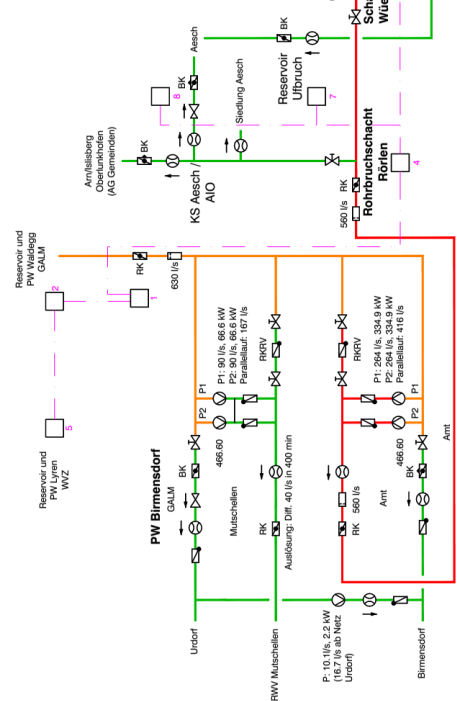 Reservoir und
PW Lyren
WVZ
5
Reservoir und
PW Waldegg
GALM
2
1
RK
630 l/s
Arni/Islisberg
Oberlunkhofen
(AG Gemeinden)
BK
KS Aesch /
AIO
Aesch
BK
8
Siedlung Aesch
Reservoir
Ufbruch
BK
7
4
Scha
Wüe
RK
560 l/s
Rohrbruchschacht
Rörlen
PW Birmensdorf
GALM
BK
466.60
P2
P1
P1: 90 l/s, 66.6 kW
P2: 90 l/s, 66.6 kW
Parallellauf: 167 l/s
Urdorf
Mutschellen
RKRV
RK
Auslösung: Diff. 40 l/s in 400 min
RWV Mutschellen
RKRV
P1: 264 l/s, 334.9 kW
P2: 264 l/s, 334.9 kW
Parallellauf: 416 l/s
560 l/s
RK
Amt
P2
P1
466.60
BK
Amt
P: 10.1l/s, 2.2 kW
(16.7 l/s ab Netz
Urdorf)
Birmensdorf